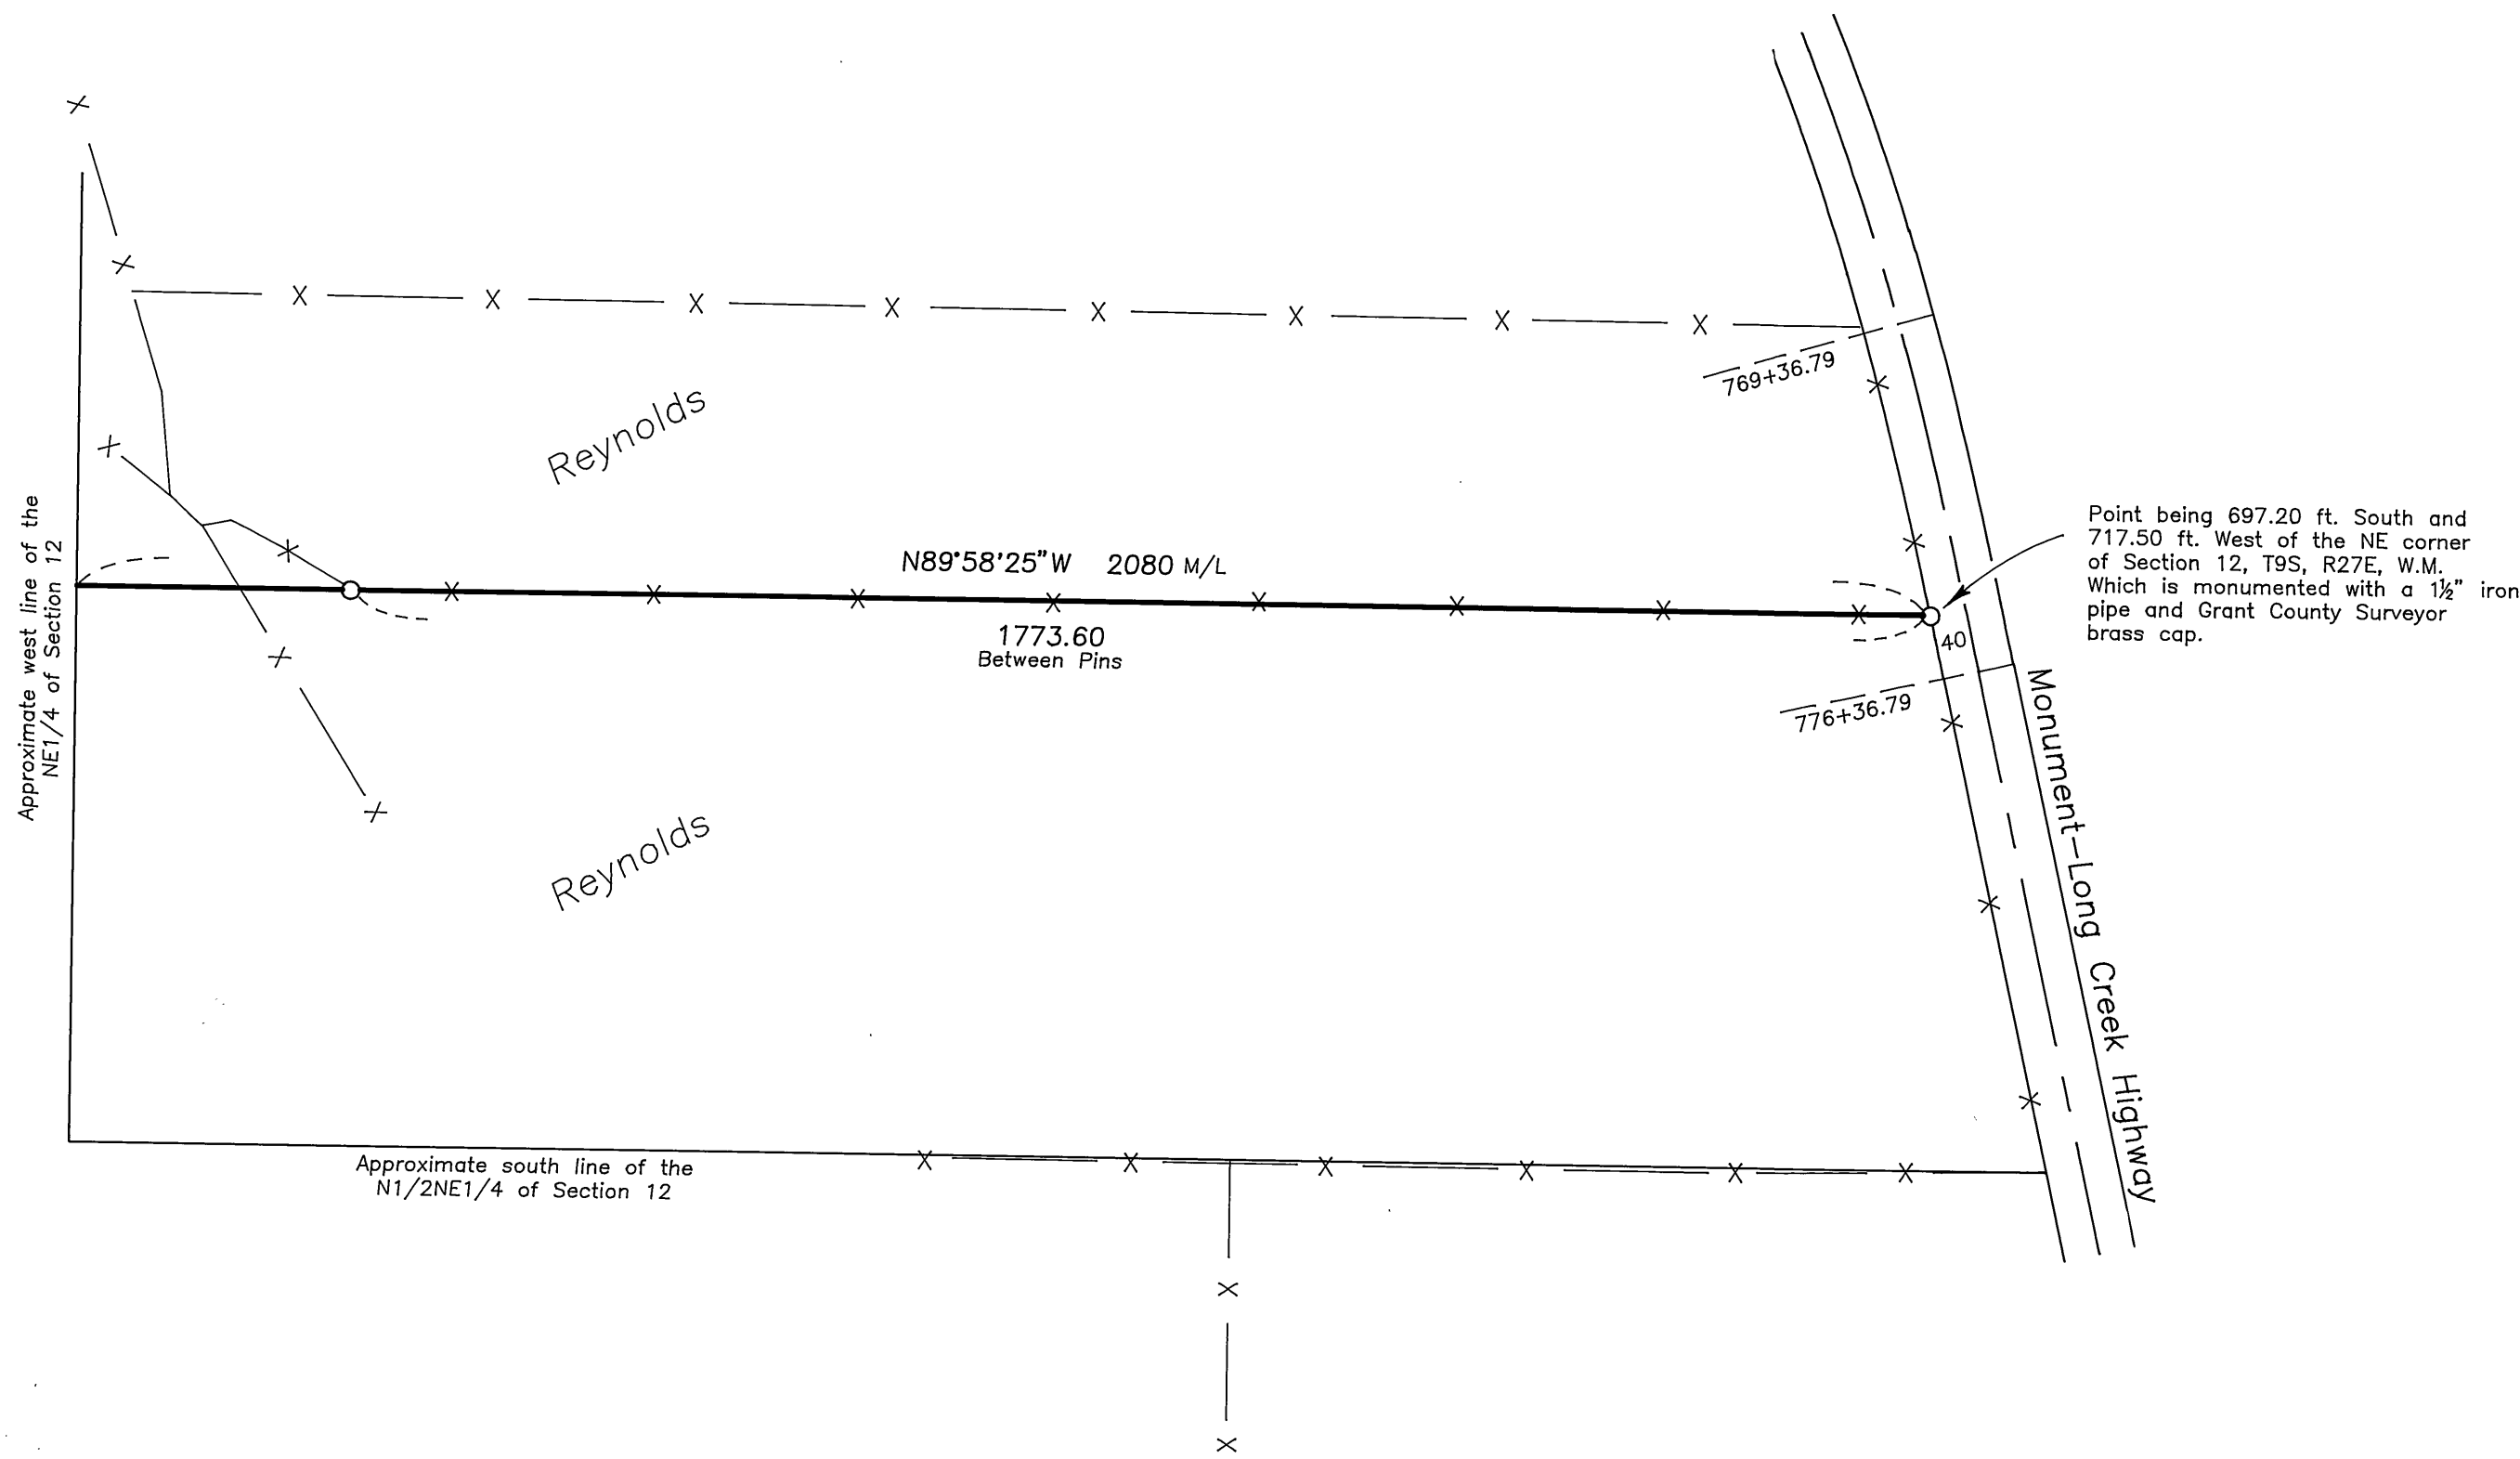 769+36.79
Reynolds
Approximate west line of the
NE1/4 of Section 12
N89°58'25"W 2080 M/L
1773.60
Between Pins
Point being 697.20 ft. South and
717.50 ft. West of the NE corner
of Section 12, T9S, R27E, W.M.
Which is monumented with a 1½" iron
pipe and Grant County Surveyor
brass cap.
40
776+36.79
Monument-Long Creek Highway
Reynolds
Approximate south line of the
N1/2NE1/4 of Section 12